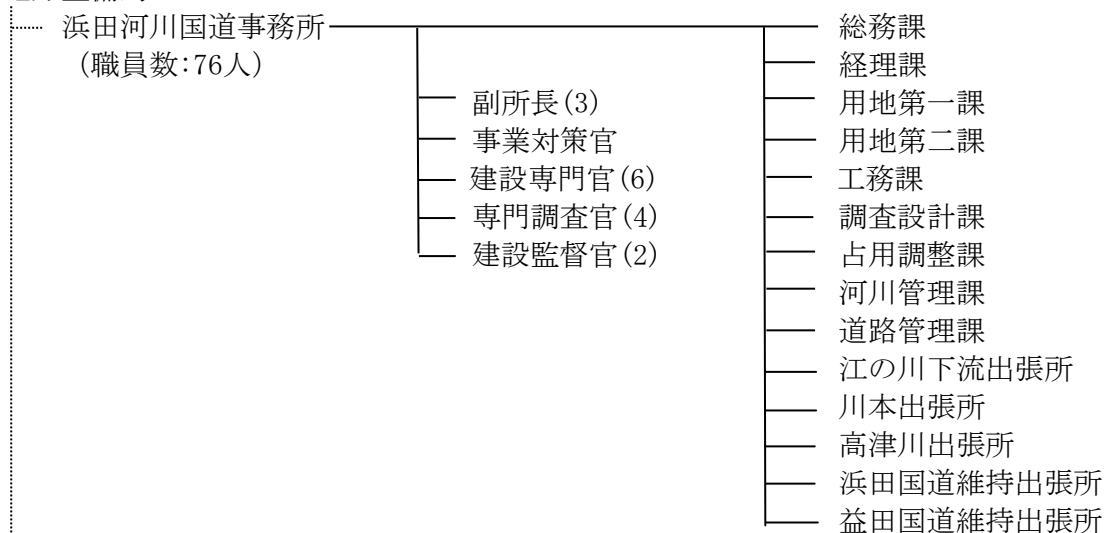 浜田河川国道事務所
(職員数:76人)
副所長(3)
事業対策官
建設専門官(6)
専門調査官(4)
建設監督官(2)
総務課
経理課
用地第一課
用地第二課
工務課
調査設計課
占用調整課
河川管理課
道路管理課
江の川下流出張所
川本出張所
高津川出張所
浜田国道維持出張所
益田国道維持出張所